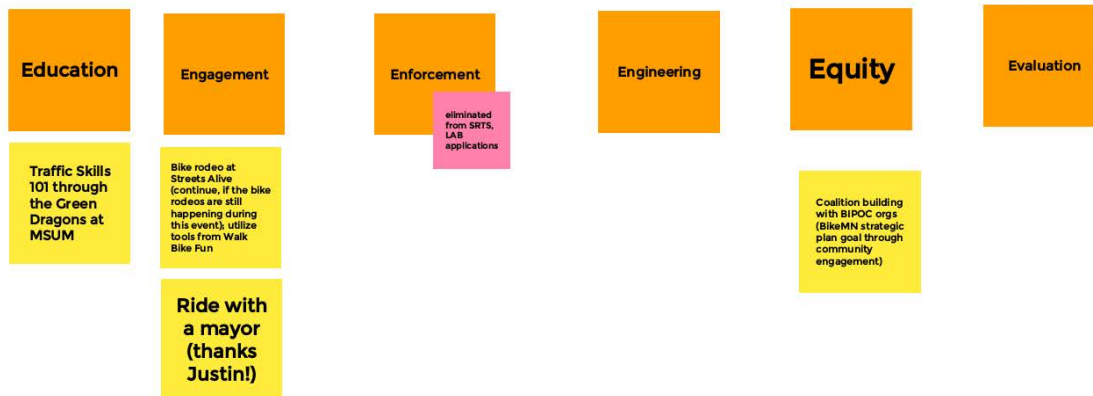 Education
Engagement
Enforcement
Engineering
Equity
Evaluation
eliminated
from SRTS,
LAB
applications
Traffic Skills
101 through
the Green
Dragons at
MSUM
Bike rodeo at
Streets Alive
(continue, if the bike
rodeos are still
happening during
this event); utilize
tools from Walk
Bike Fun
Coalition building
with BIPOC orgs
(BikeMN strategic
plan goal through
community
engagement)
Ride with
a mayor
(thanks
Justin!)